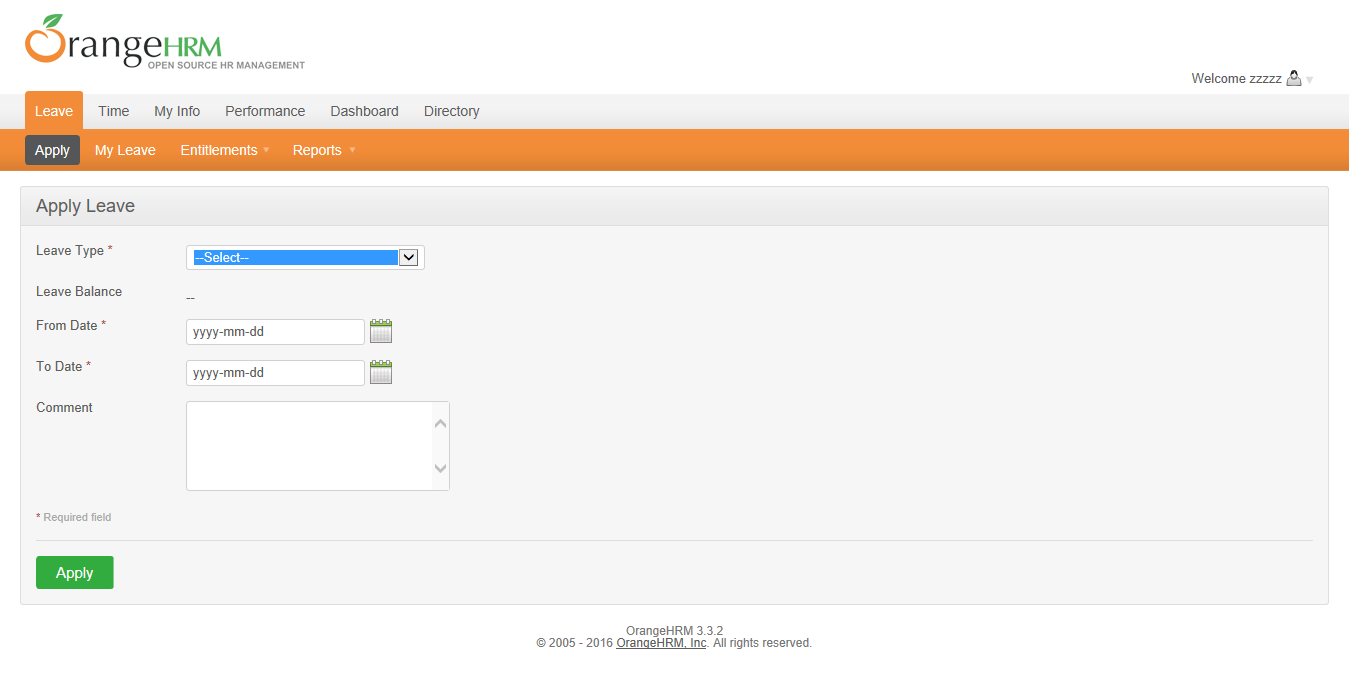 OrangeHRM
OPEN SOURCE HR MANAGEMENT
Welcome zzzzz
Leave Time My Info Performance Dashboard Directory
Apply My Leave Entitlements Reports
Apply Leave
Leave Type *
--Select--
Leave Balance
--
From Date *
yyyy-mm-dd
To Date *
yyyy-mm-dd
Comment
* Required field
Apply
OrangeHRM 3.3.2
© 2005 - 2016 OrangeHRM, Inc. All rights reserved.